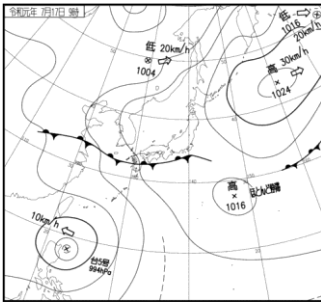 令和元年 7月17日 9時
低 20km/h
1004
低
1016
20km/h
高 30km/h
1024
高 ほとんど停滞
1016
10km/h
台5号
994hPa